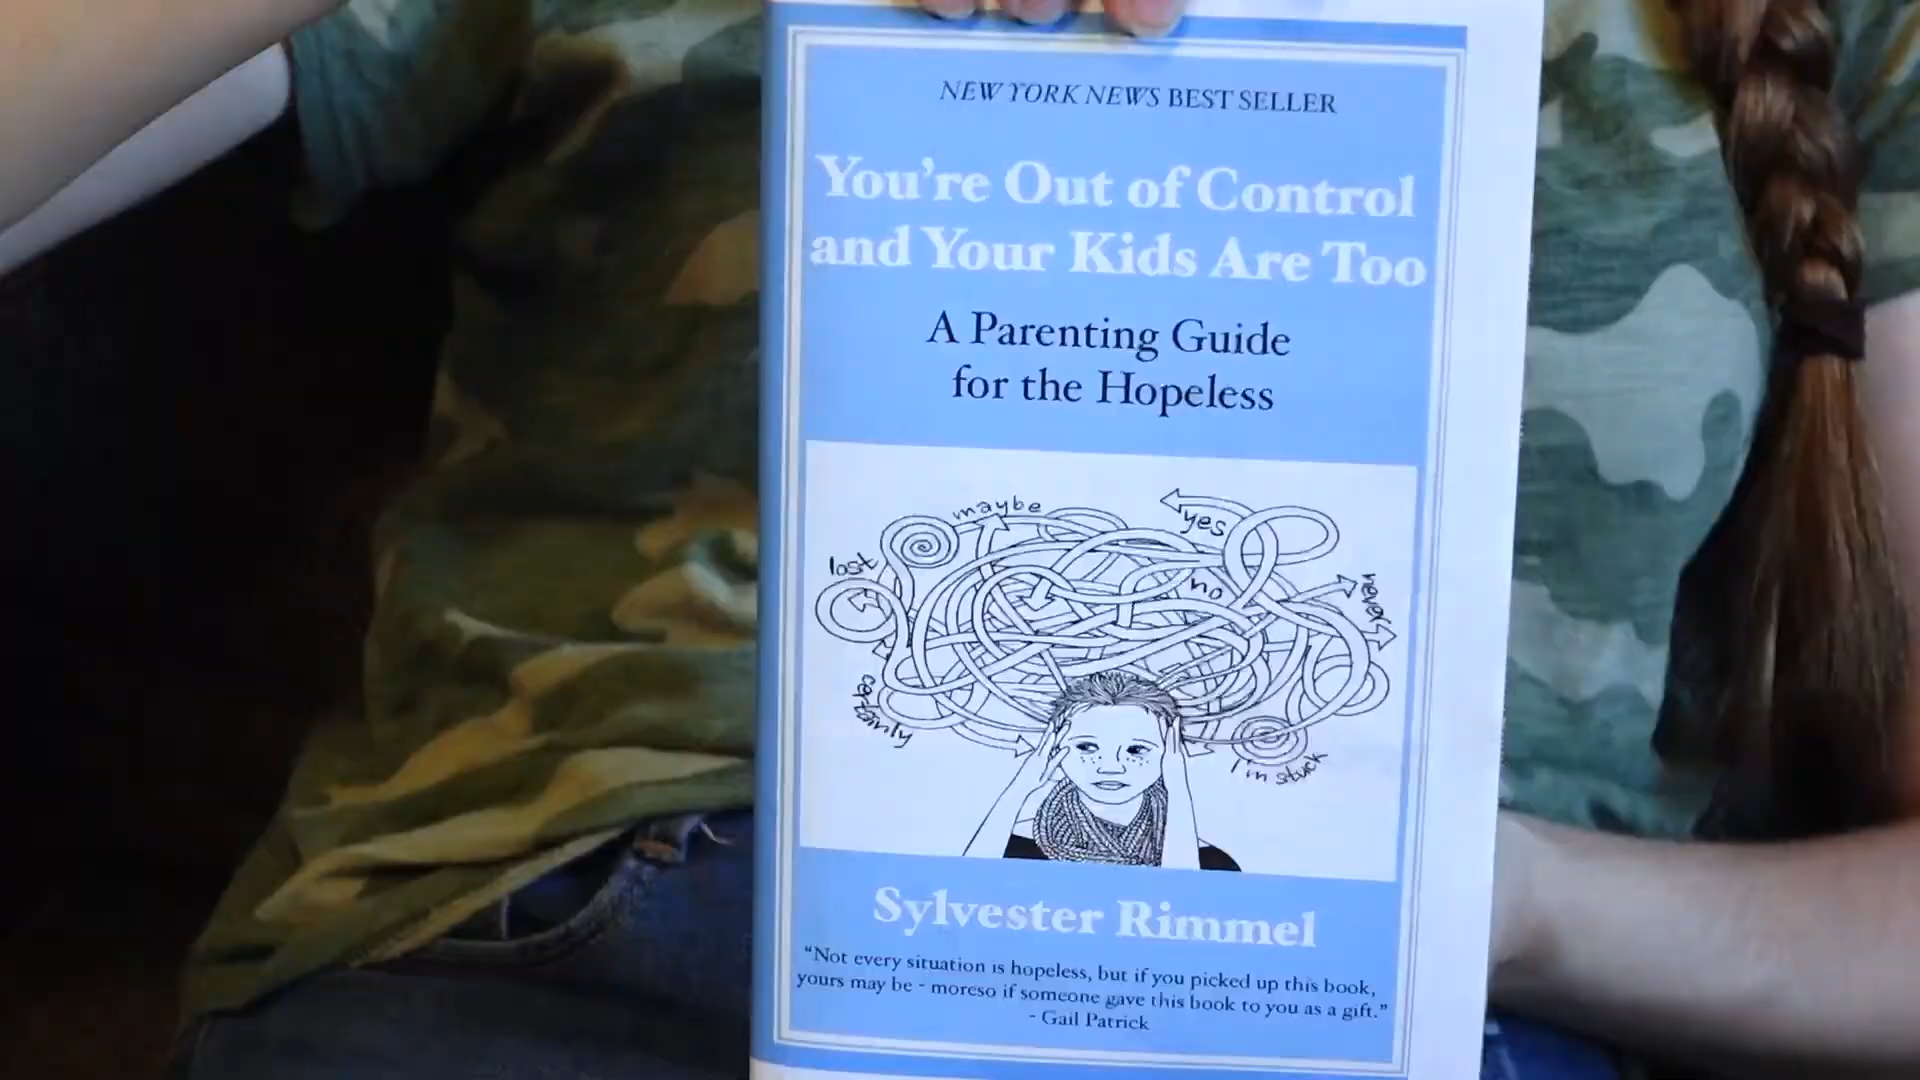 NEW YORK NEWS BEST SELLER
You're Out of Control
and Your Kids Are Too
A Parenting Guide
for the Hopeless
maybe
yes
lost
no
never
certainly
I'm stuck
Sylvester Rimmel
"Not every situation is hopeless, but if you picked up this book,
yours may be - moreso if someone gave this book to you as a gift."
- Gail Patrick